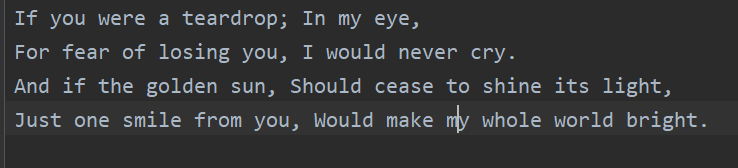 If you were a teardrop; In my eye,
For fear of losing you, I would never cry.
And if the golden sun, Should cease to shine its light,
Just one smile from you, Would make my whole world bright.